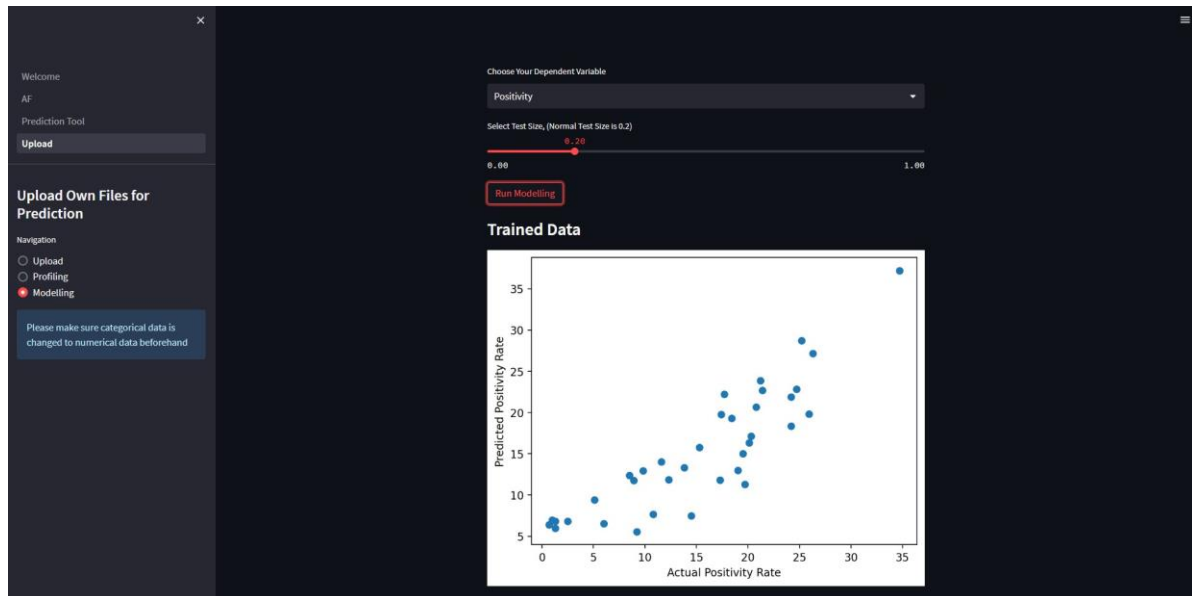 ×
Welcome
AF
Prediction Tool
Upload
Upload Own Files for
Prediction
Navigation
Upload
Profiling
Modelling
Please make sure categorical data is
changed to numerical data beforehand
Choose Your Dependent Variable
Positivity
Select Test Size, (Normal Test Size is 0.2)
0.20
0.00 1.00
Run Modelling
Trained Data
Predicted Positivity Rate
35
30
25
20
15
10
5
0 5 10 15 20 25 30 35
Actual Positivity Rate